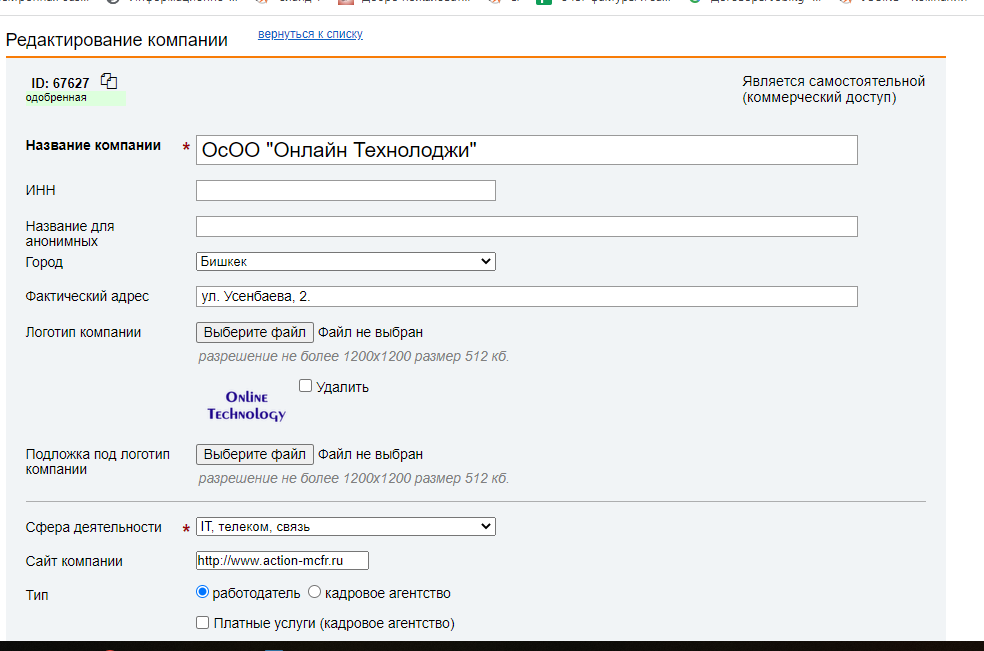 Редактирование компании вернуться к списку
ID: 67627
одобренная
Является самостоятельной
(коммерческий доступ)
Название компании * ОсОО "Онлайн Технолоджи"
ИНН
Название для
анонимных
Город Бишкек
Фактический адрес ул. Усенбаева, 2.
Логотип компании Выберите файл Файл не выбран
разрешение не более 1200x1200 размер 512 кб.
Удалить
Online
Technology
Подложка под логотип
компании
Выберите файл Файл не выбран
разрешение не более 1200x1200 размер 512 кб.
Сфера деятельности * IT, телеком, связь
Сайт компании http://www.action-mcfr.ru
Тип работодатель кадровое агентство
Платные услуги (кадровое агентство)